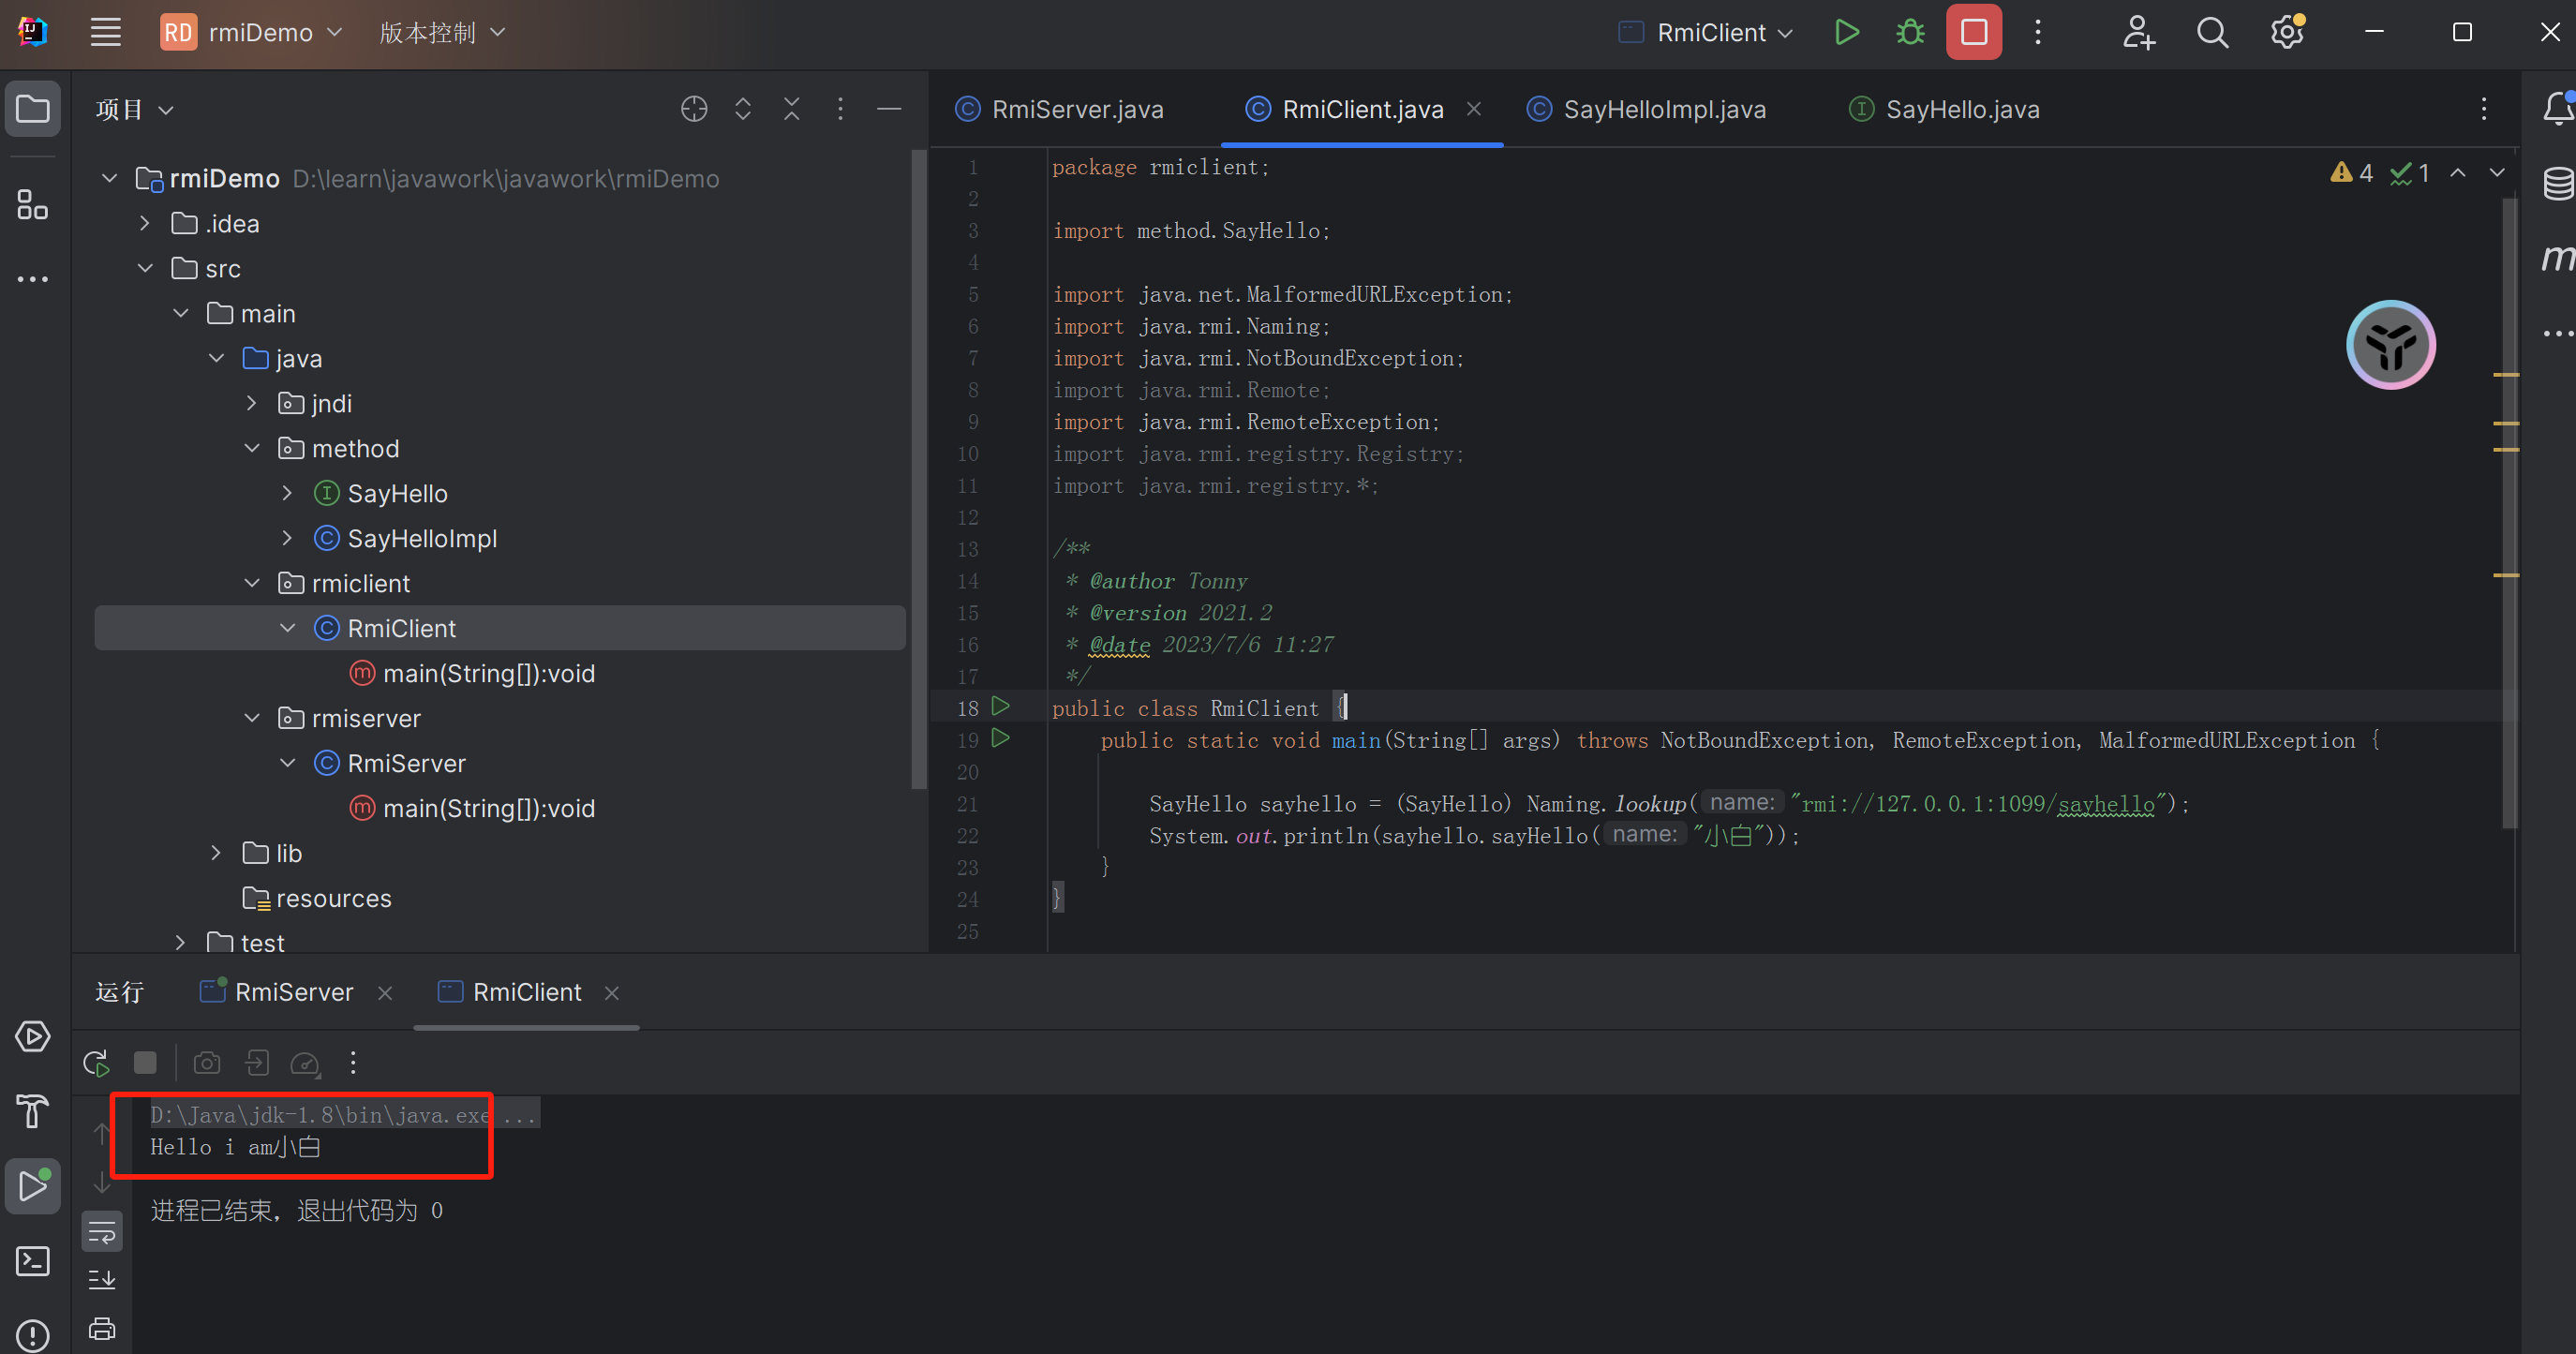 RD rmiDemo 版本控制 RmiClient
项目
rmiDemo D:\learn\javawork\javawork\rmiDemo
.idea
src
main
java
jndi
method
SayHello
SayHelloImpl
rmiclient
RmiClient
main(String[]):void
rmiserver
RmiServer
main(String[]):void
lib
resources
test
RmiServer.java RmiClient.java SayHelloImpl.java SayHello.java
4 1
1 package rmiclient;
2
3 import method.SayHello;
4
5 import java.net.MalformedURLException;
6 import java.rmi.Naming;
7 import java.rmi.NotBoundException;
8 import java.rmi.Remote;
9 import java.rmi.RemoteException;
10 import java.rmi.registry.Registry;
11 import java.rmi.registry.*;
12
13 /**
14 * @author Tonny
15 * @version 2021.2
16 * @date 2023/7/6 11:27
17 */
18 public class RmiClient {
19 public static void main(String[] args) throws NotBoundException, RemoteException, MalformedURLException {
20
21 SayHello sayhello = (SayHello) Naming.lookup( name: "rmi://127.0.0.1:1099/sayhello");
22 System.out.println(sayhello.sayHello( name: "小白"));
23 }
24 }
25
运行 RmiServer RmiClient
D:\Java\jdk-1.8\bin\java.exe ...
Hello i am小白
进程已结束，退出代码为 0